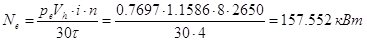 N_e = (p_e V_h · i · n) / (30τ) = (0.7697 · 1.1586 · 8 · 2650) / (30 · 4) = 157.552 кВт